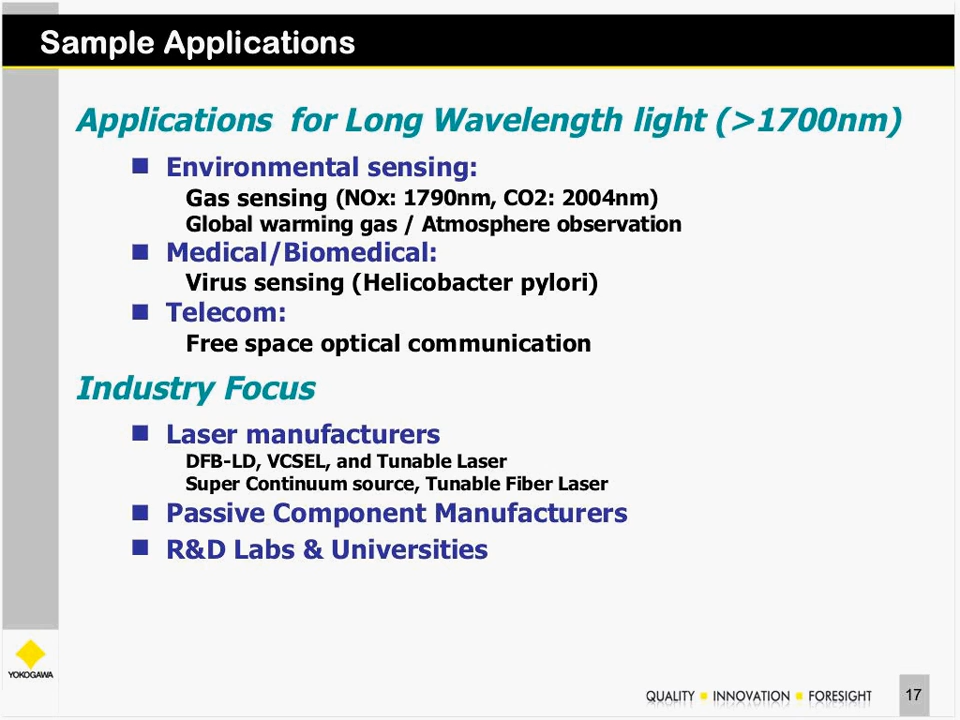 Sample Applications
Applications for Long Wavelength light (>1700nm)
Environmental sensing:
Gas sensing (NOx: 1790nm, CO2: 2004nm)
Global warming gas / Atmosphere observation
Medical/Biomedical:
Virus sensing (Helicobacter pylori)
Telecom:
Free space optical communication
Industry Focus
Laser manufacturers
DFB-LD, VCSEL, and Tunable Laser
Super Continuum source, Tunable Fiber Laser
Passive Component Manufacturers
R&D Labs & Universities
YOKOGAWA
QUALITY ■ INNOVATION ■ FORESIGHT
17